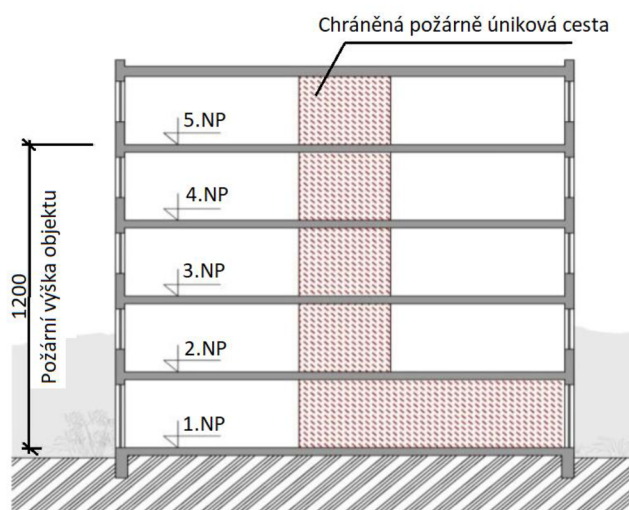 Chráněná požárně úniková cesta
5.NP
4.NP
3.NP
2.NP
1.NP
1200
Požární výška objektu